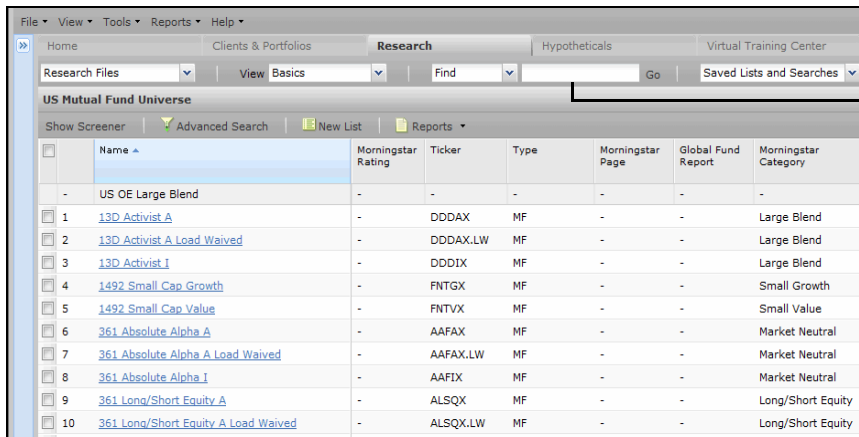 File View Tools Reports Help
Home Clients & Portfolios Research Hypotheticals Virtual Training Center
Research Files View Basics Find Go Saved Lists and Searches
US Mutual Fund Universe
Show Screener Advanced Search New List Reports
Name Morningstar Rating Ticker Type Morningstar Page Global Fund Report Morningstar Category
- US OE Large Blend - - - - - -
1 13D Activist A - DDDAX MF - - Large Blend
2 13D Activist A Load Waived - DDDAX.LW MF - - Large Blend
3 13D Activist I - DDDIX MF - - Large Blend
4 1492 Small Cap Growth - FNTGX MF - - Small Growth
5 1492 Small Cap Value - FNTVX MF - - Small Value
6 361 Absolute Alpha A - AAFAX MF - - Market Neutral
7 361 Absolute Alpha A Load Waived - AAFAX.LW MF - - Market Neutral
8 361 Absolute Alpha I - AAFIX MF - - Market Neutral
9 361 Long/Short Equity A - ALSQX MF - - Long/Short Equity
10 361 Long/Short Equity A Load Waived - ALSQX.LW MF - - Long/Short Equity